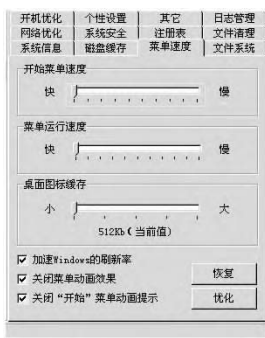 开机优化 个性设置 其它 日志管理
网络优化 系统安全 注册表 文件清理
系统信息 磁盘缓存 菜单速度 文件系统
开始菜单速度
快 慢
菜单运行速度
快 慢
桌面图标缓存
小 大
512Kb(当前值)
加速Windows的刷新率
关闭菜单动画效果
关闭“开始”菜单动画提示
恢复
优化